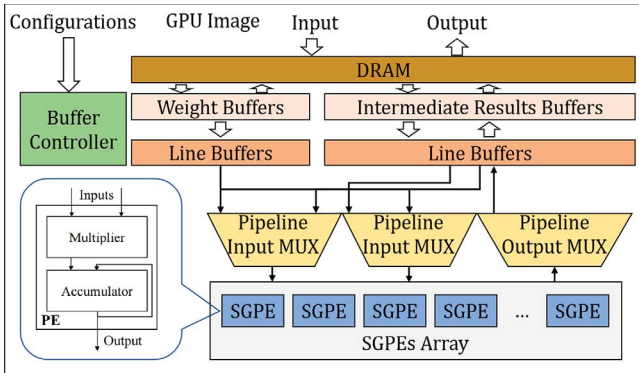 Configurations
GPU Image
Input
Output
DRAM
Buffer
Controller
Weight Buffers
Intermediate Results Buffers
Line Buffers
Line Buffers
Inputs
Multiplier
Accumulator
PE
Output
Pipeline
Input MUX
Pipeline
Input MUX
Pipeline
Output MUX
SGPE
SGPE
SGPE
SGPE
...
SGPE
SGPEs Array